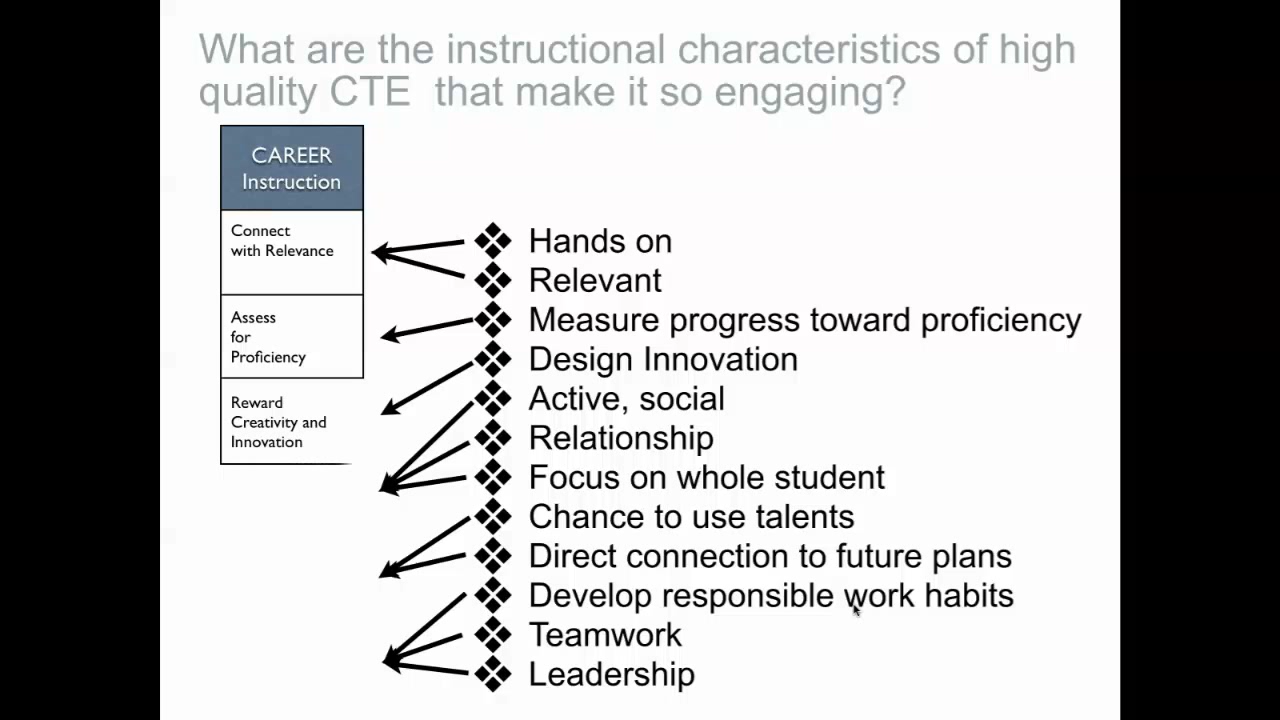 What are the instructional characteristics of high
quality CTE  that make it so engaging?
CAREER
Instruction
Connect
with Relevance
Assess
for
Proficiency
Reward
Creativity and
Innovation
Hands on
Relevant
Measure progress toward proficiency
Design Innovation
Active, social
Relationship
Focus on whole student
Chance to use talents
Direct connection to future plans
Develop responsible work habits
Teamwork
Leadership